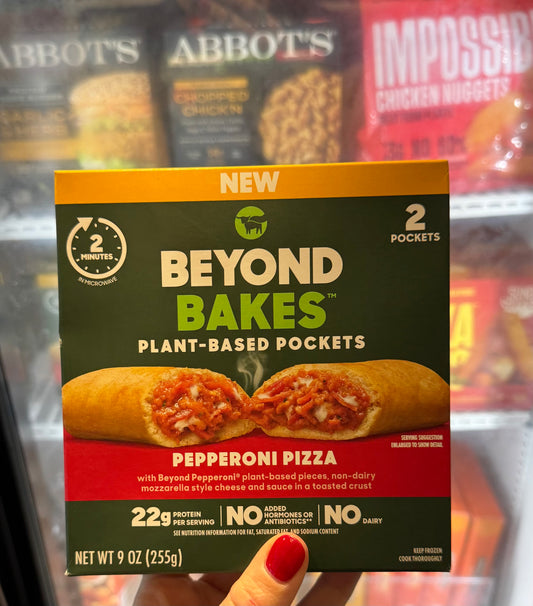 ABBOT'S
ABBOT'S
IMPOSSIB
CHOPPED
CHICK'N
CHICKEN NUGGETS
NEW
2
MINUTES
IN MICROWAVE
2
POCKETS
BEYOND
BAKES™
PLANT-BASED POCKETS
SERVING SUGGESTION
ENLARGED TO SHOW DETAIL
PEPPERONI PIZZA
with Beyond Pepperoni® plant-based pieces, non-dairy
mozzarella style cheese and sauce in a toasted crust
22g PROTEIN PER SERVING
NO ADDED HORMONES OR ANTIBIOTICS**
NO DAIRY
SEE NUTRITION INFORMATION FOR FAT, SATURATED FAT, AND SODIUM CONTENT
NET WT 9 OZ (255g)
KEEP FROZEN
COOK THOROUGHLY